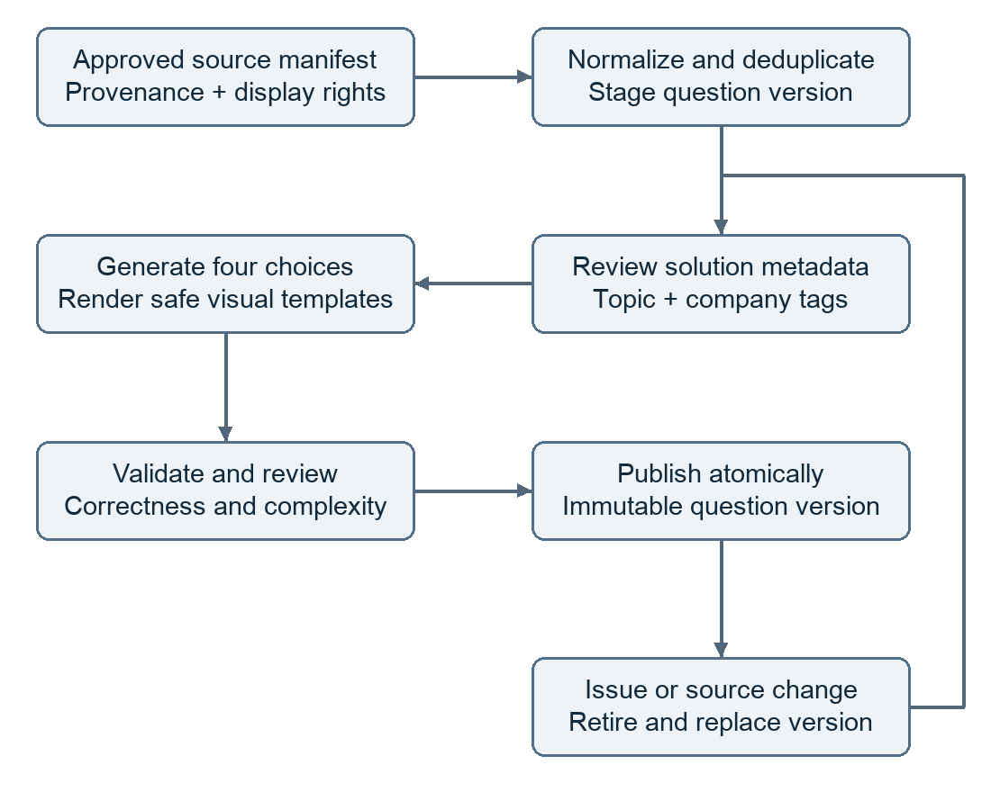 Approved source manifest
Provenance + display rights
Normalize and deduplicate
Stage question version
Review solution metadata
Topic + company tags
Generate four choices
Render safe visual templates
Validate and review
Correctness and complexity
Publish atomically
Immutable question version
Issue or source change
Retire and replace version